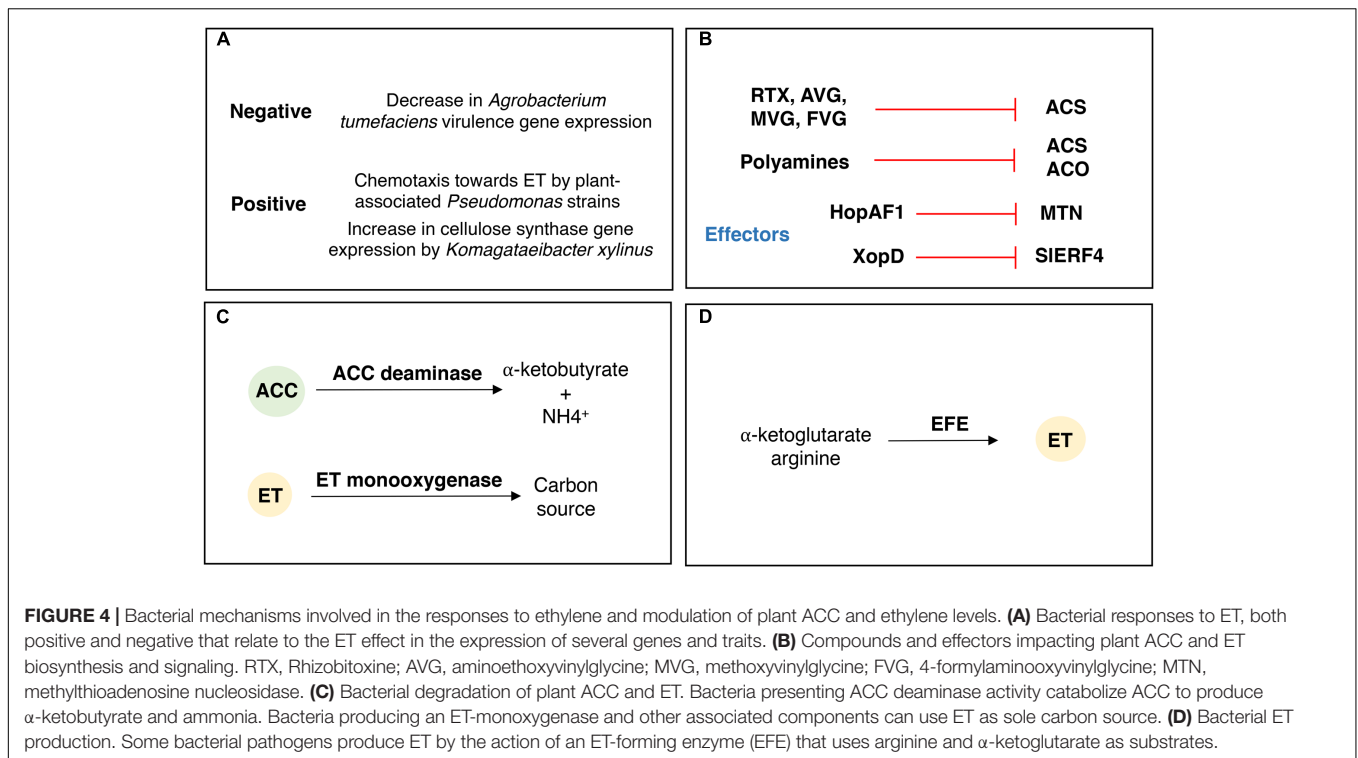 A
Negative
Decrease in Agrobacterium
tumefaciens virulence gene expression
Positive
Chemotaxis towards ET by plant-
associated Pseudomonas strains
Increase in cellulose synthase gene
expression by Komagataeibacter xylinus
B
RTX, AVG,
MVG, FVG
ACS
Polyamines
ACS
ACO
Effectors
HopAF1
MTN
XopD
SlERF4
C
ACC
ACC deaminase
α-ketobutyrate
+
NH4+
ET
ET monooxygenase
Carbon
source
D
α-ketoglutarate
arginine
EFE
ET
FIGURE 4 | Bacterial mechanisms involved in the responses to ethylene and modulation of plant ACC and ethylene levels. (A) Bacterial responses to ET, both
positive and negative that relate to the ET effect in the expression of several genes and traits. (B) Compounds and effectors impacting plant ACC and ET
biosynthesis and signaling. RTX, Rhizobitoxine; AVG, aminoethoxyvinylglycine; MVG, methoxyvinylglycine; FVG, 4-formylaminooxyvinylglycine; MTN,
methylthioadenosine nucleosidase. (C) Bacterial degradation of plant ACC and ET. Bacteria presenting ACC deaminase activity catabolize ACC to produce
α-ketobutyrate and ammonia. Bacteria producing an ET-monoxygenase and other associated components can use ET as sole carbon source. (D) Bacterial ET
production. Some bacterial pathogens produce ET by the action of an ET-forming enzyme (EFE) that uses arginine and α-ketoglutarate as substrates.